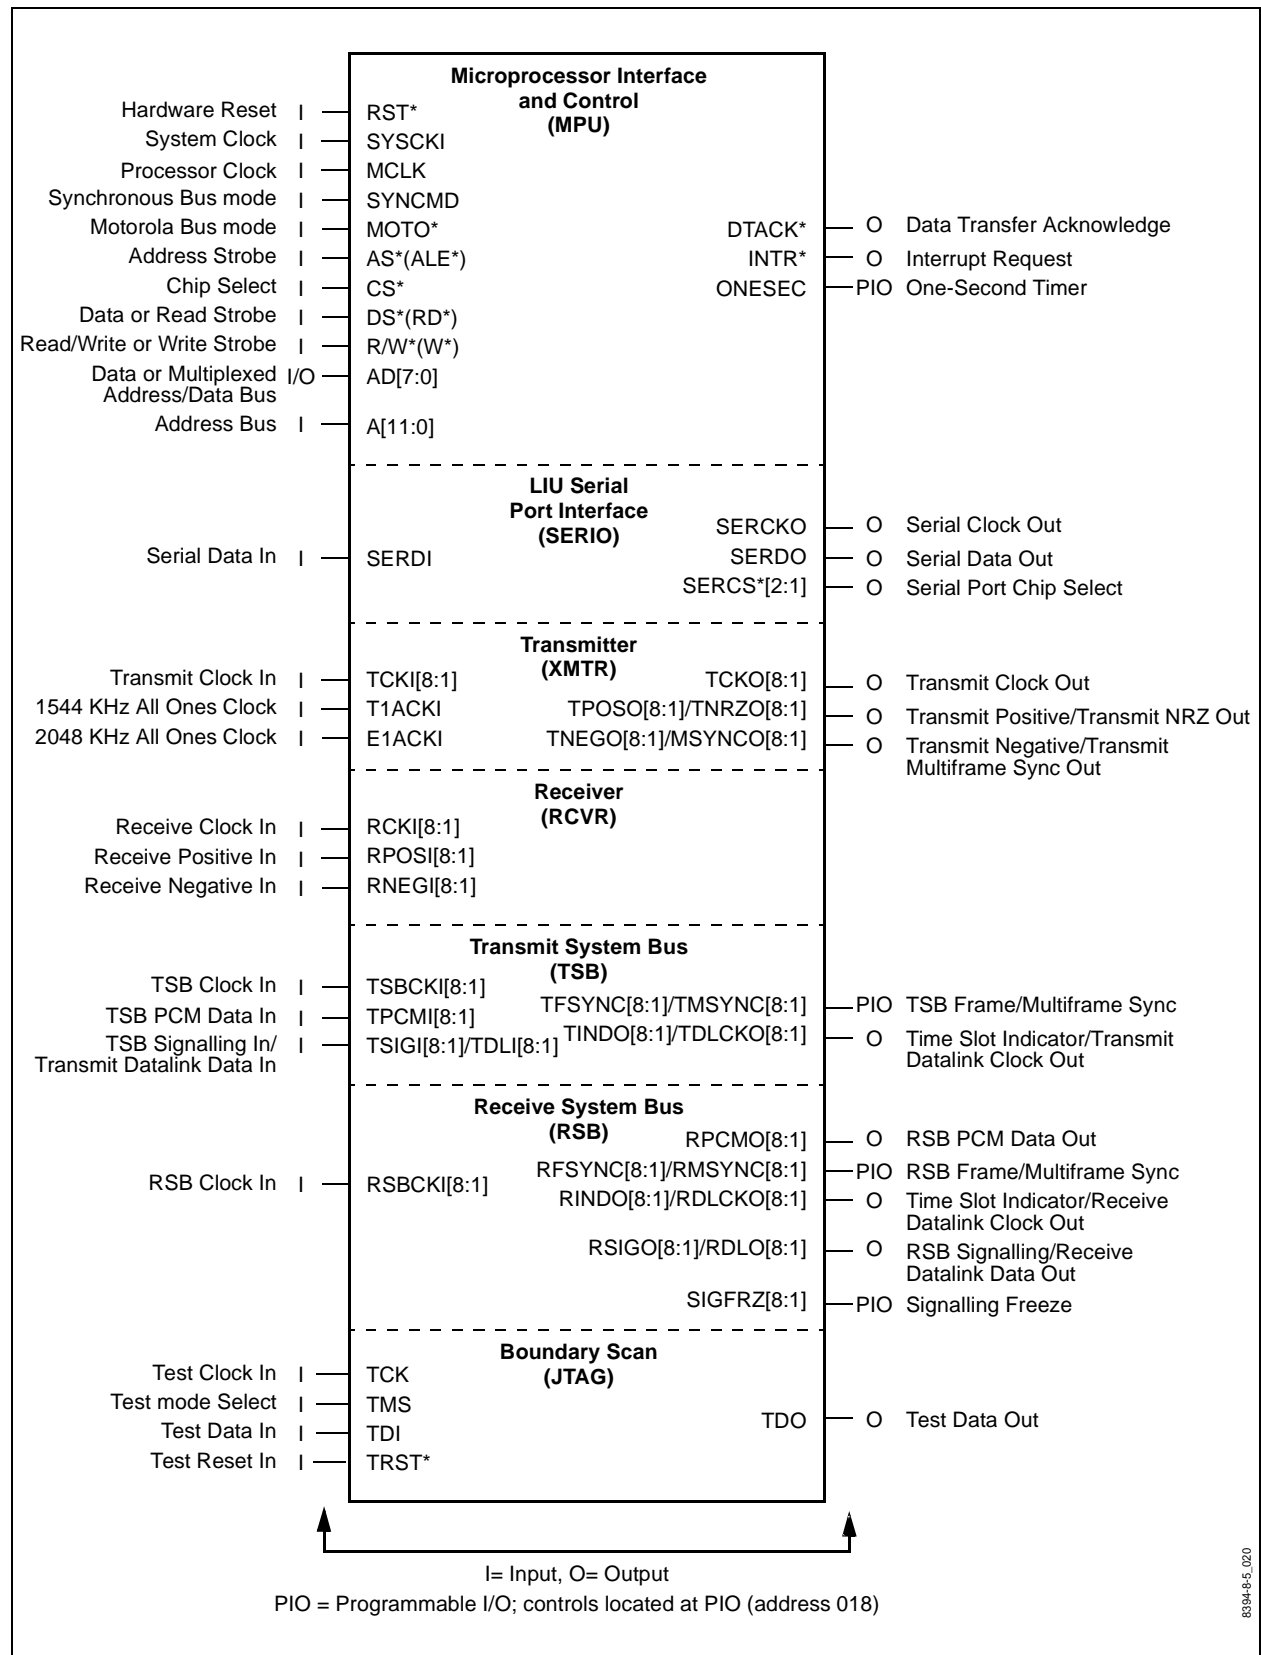 Microprocessor Interface
and Control
(MPU)
Hardware Reset I RST*
System Clock I SYSCKI
Processor Clock I MCLK
Synchronous Bus mode I SYNCMD
Motorola Bus mode I MOTO* DTACK* O Data Transfer Acknowledge
Address Strobe I AS*(ALE*) INTR* O Interrupt Request
Chip Select I CS* ONESEC PIO One-Second Timer
Data or Read Strobe I DS*(RD*)
Read/Write or Write Strobe I R/W*(W*)
Data or Multiplexed I/O AD[7:0]
Address/Data Bus
Address Bus I A[11:0]
LIU Serial
Port Interface
(SERIO)
SERCKO O Serial Clock Out
Serial Data In I SERDI SERDO O Serial Data Out
SERCS*[2:1] O Serial Port Chip Select
Transmitter
(XMTR)
Transmit Clock In I TCKI[8:1] TCKO[8:1] O Transmit Clock Out
1544 KHz All Ones Clock I T1ACKI TPOSO[8:1]/TNRZO[8:1] O Transmit Positive/Transmit NRZ Out
2048 KHz All Ones Clock I E1ACKI TNEGO[8:1]/MSYNCO[8:1] O Transmit Negative/Transmit
Multiframe Sync Out
Receiver
(RCVR)
Receive Clock In I RCKI[8:1]
Receive Positive In I RPOSI[8:1]
Receive Negative In I RNEGI[8:1]
Transmit System Bus
(TSB)
TSB Clock In I TSBCKI[8:1]
TSB PCM Data In I TPCMI[8:1] TFSYNC[8:1]/TMSYNC[8:1] PIO TSB Frame/Multiframe Sync
TSB Signalling In/ I TSIGI[8:1]/TDLI[8:1] TINDO[8:1]/TDLCKO[8:1] O Time Slot Indicator/Transmit
Transmit Datalink Data In Datalink Clock Out
Receive System Bus
(RSB)
RPCMO[8:1] O RSB PCM Data Out
RFSYNC[8:1]/RMSYNC[8:1] PIO RSB Frame/Multiframe Sync
RSB Clock In I RSBCKI[8:1] RINDO[8:1]/RDLCKO[8:1] O Time Slot Indicator/Receive
Datalink Clock Out
RSIGO[8:1]/RDLO[8:1] O RSB Signalling/Receive
Datalink Data Out
SIGFRZ[8:1] PIO Signalling Freeze
Boundary Scan
(JTAG)
Test Clock In I TCK
Test mode Select I TMS
Test Data In I TDI TDO O Test Data Out
Test Reset In I TRST*
I= Input, O= Output
PIO = Programmable I/O; controls located at PIO (address 018)
8394-8-5_020